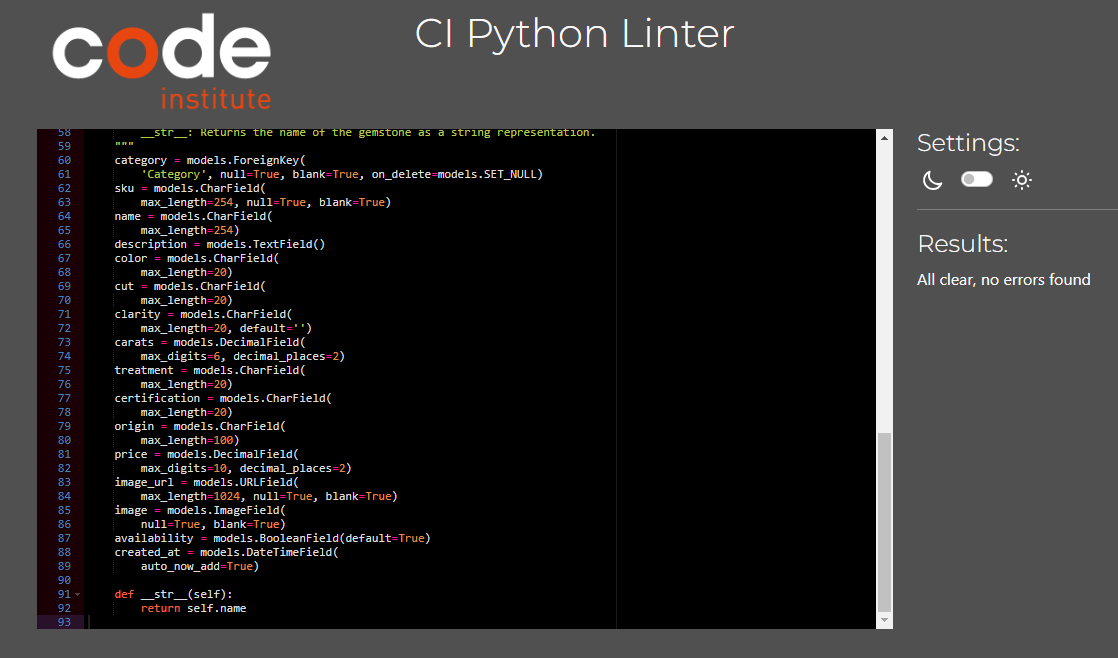 code
institute
CI Python Linter
58 __str__: Returns the name of the gemstone as a string representation.
59 """
60 category = models.ForeignKey(
61 'Category', null=True, blank=True, on_delete=models.SET_NULL)
62 sku = models.CharField(
63 max_length=254, null=True, blank=True)
64 name = models.CharField(
65 max_length=254)
66 description = models.TextField()
67 color = models.CharField(
68 max_length=20)
69 cut = models.CharField(
70 max_length=20)
71 clarity = models.CharField(
72 max_length=20, default='')
73 carats = models.DecimalField(
74 max_digits=6, decimal_places=2)
75 treatment = models.CharField(
76 max_length=20)
77 certification = models.CharField(
78 max_length=20)
79 origin = models.CharField(
80 max_length=100)
81 price = models.DecimalField(
82 max_digits=10, decimal_places=2)
83 image_url = models.URLField(
84 max_length=1024, null=True, blank=True)
85 image = models.ImageField(
86 null=True, blank=True)
87 availability = models.BooleanField(default=True)
88 created_at = models.DateTimeField(
89 auto_now_add=True)
90
91 def __str__(self):
92 return self.name
93
Settings:
Results:
All clear, no errors found